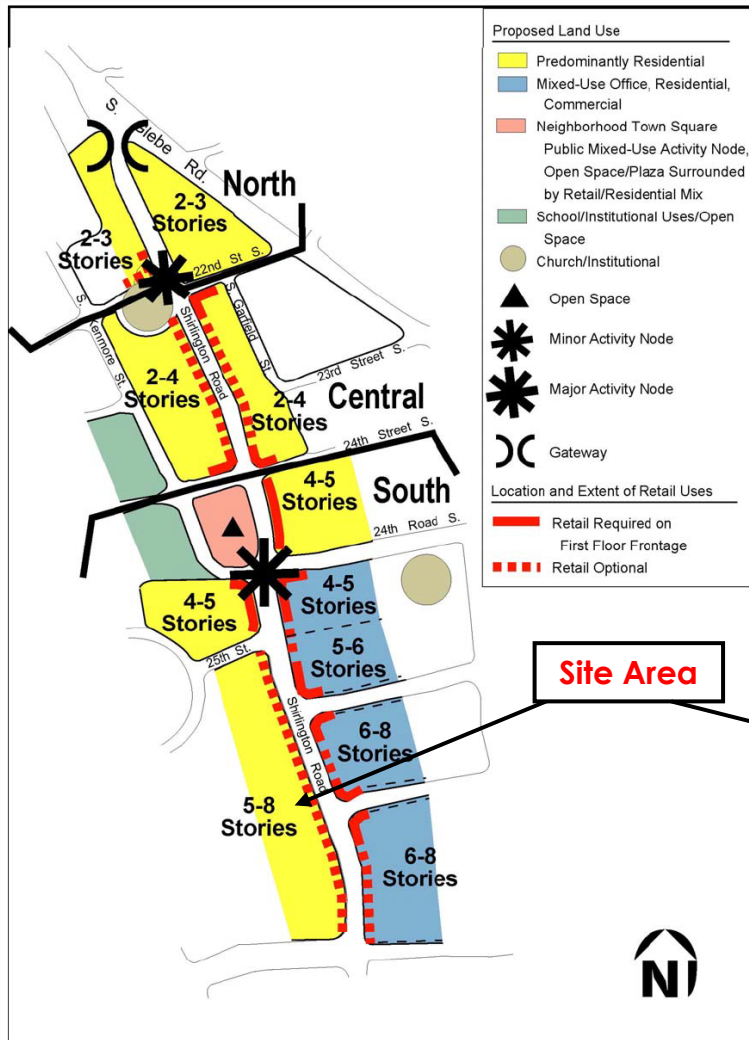 S. Glebe Rd.
North
2-3
Stories
2-3
Stories
22nd St S.
S. Kenmore St.
Shirlington Road
S Garfield St.
23rd Street S.
2-4
Stories
2-4
Stories
Central
24th Street S.
4-5
Stories
South
24th Road S.
4-5
Stories
4-5
Stories
5-6
Stories
25th St.
Shirlington Road
6-8
Stories
5-8
Stories
6-8
Stories
Site Area
Proposed Land Use
Predominantly Residential
Mixed-Use Office, Residential,
Commercial
Neighborhood Town Square
Public Mixed-Use Activity Node,
Open Space/Plaza Surrounded
by Retail/Residential Mix
School/Institutional Uses/Open
Space
Church/Institutional
Open Space
Minor Activity Node
Major Activity Node
Gateway
Location and Extent of Retail Uses
Retail Required on
First Floor Frontage
Retail Optional
N